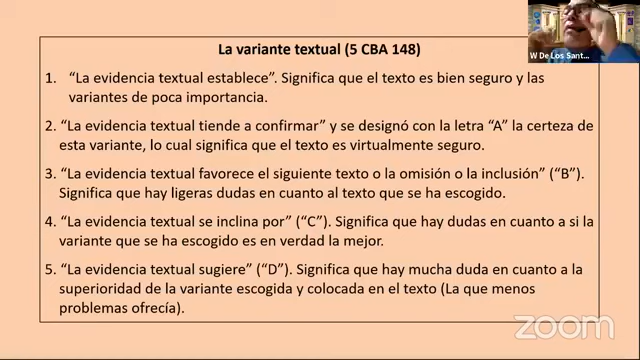 La variante textual (5 CBA 148)
1. “La evidencia textual establece”. Significa que el texto es bien seguro y las
variantes de poca importancia.
2. “La evidencia textual tiende a confirmar” y se designó con la letra “A” la certeza de
esta variante, lo cual significa que el texto es virtualmente seguro.
3. “La evidencia textual favorece el siguiente texto o la omisión o la inclusión” (“B”).
Significa que hay ligeras dudas en cuanto al texto que se ha escogido.
4. “La evidencia textual se inclina por” (“C”). Significa que hay dudas en cuanto a si la
variante que se ha escogido es en verdad la mejor.
5. “La evidencia textual sugiere” (“D”). Significa que hay mucha duda en cuanto a la
superioridad de la variante escogida y colocada en el texto (La que menos
problemas ofrecía).
W De Los Sant...
zoom